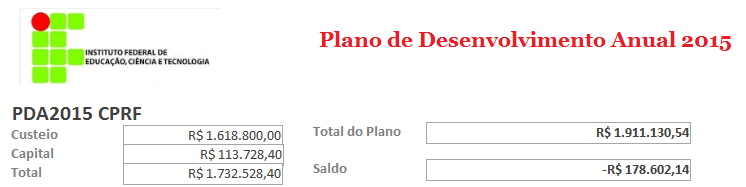 INSTITUTO FEDERAL DE
EDUCAÇÃO, CIÊNCIA E TECNOLOGIA
Plano de Desenvolvimento Anual 2015
PDA2015 CPRF
Custeio R$ 1.618.800,00
Capital R$ 113.728,40
Total R$ 1.732.528,40
Total do Plano R$ 1.911.130,54
Saldo -R$ 178.602,14